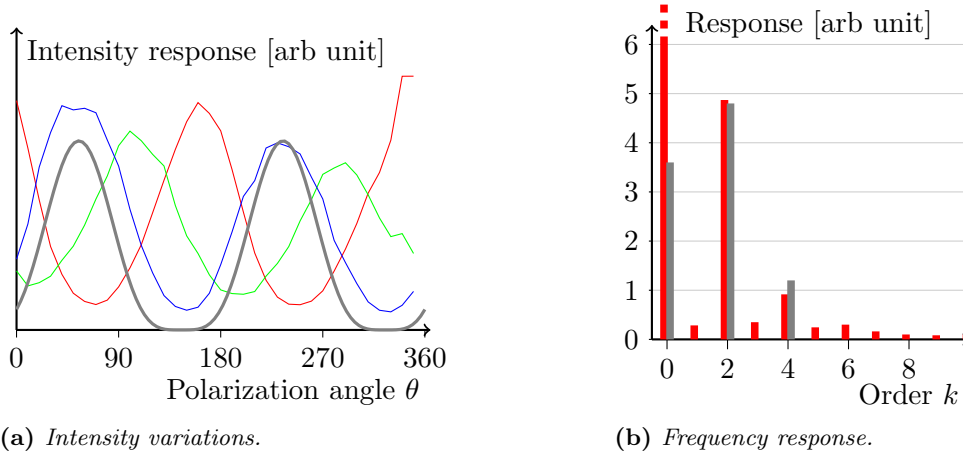 Intensity response [arb unit]
0 90 180 270 360
Polarization angle θ
(a) Intensity variations.
Response [arb unit]
6
5
4
3
2
1
0
0 2 4 6 8
Order k
(b) Frequency response.